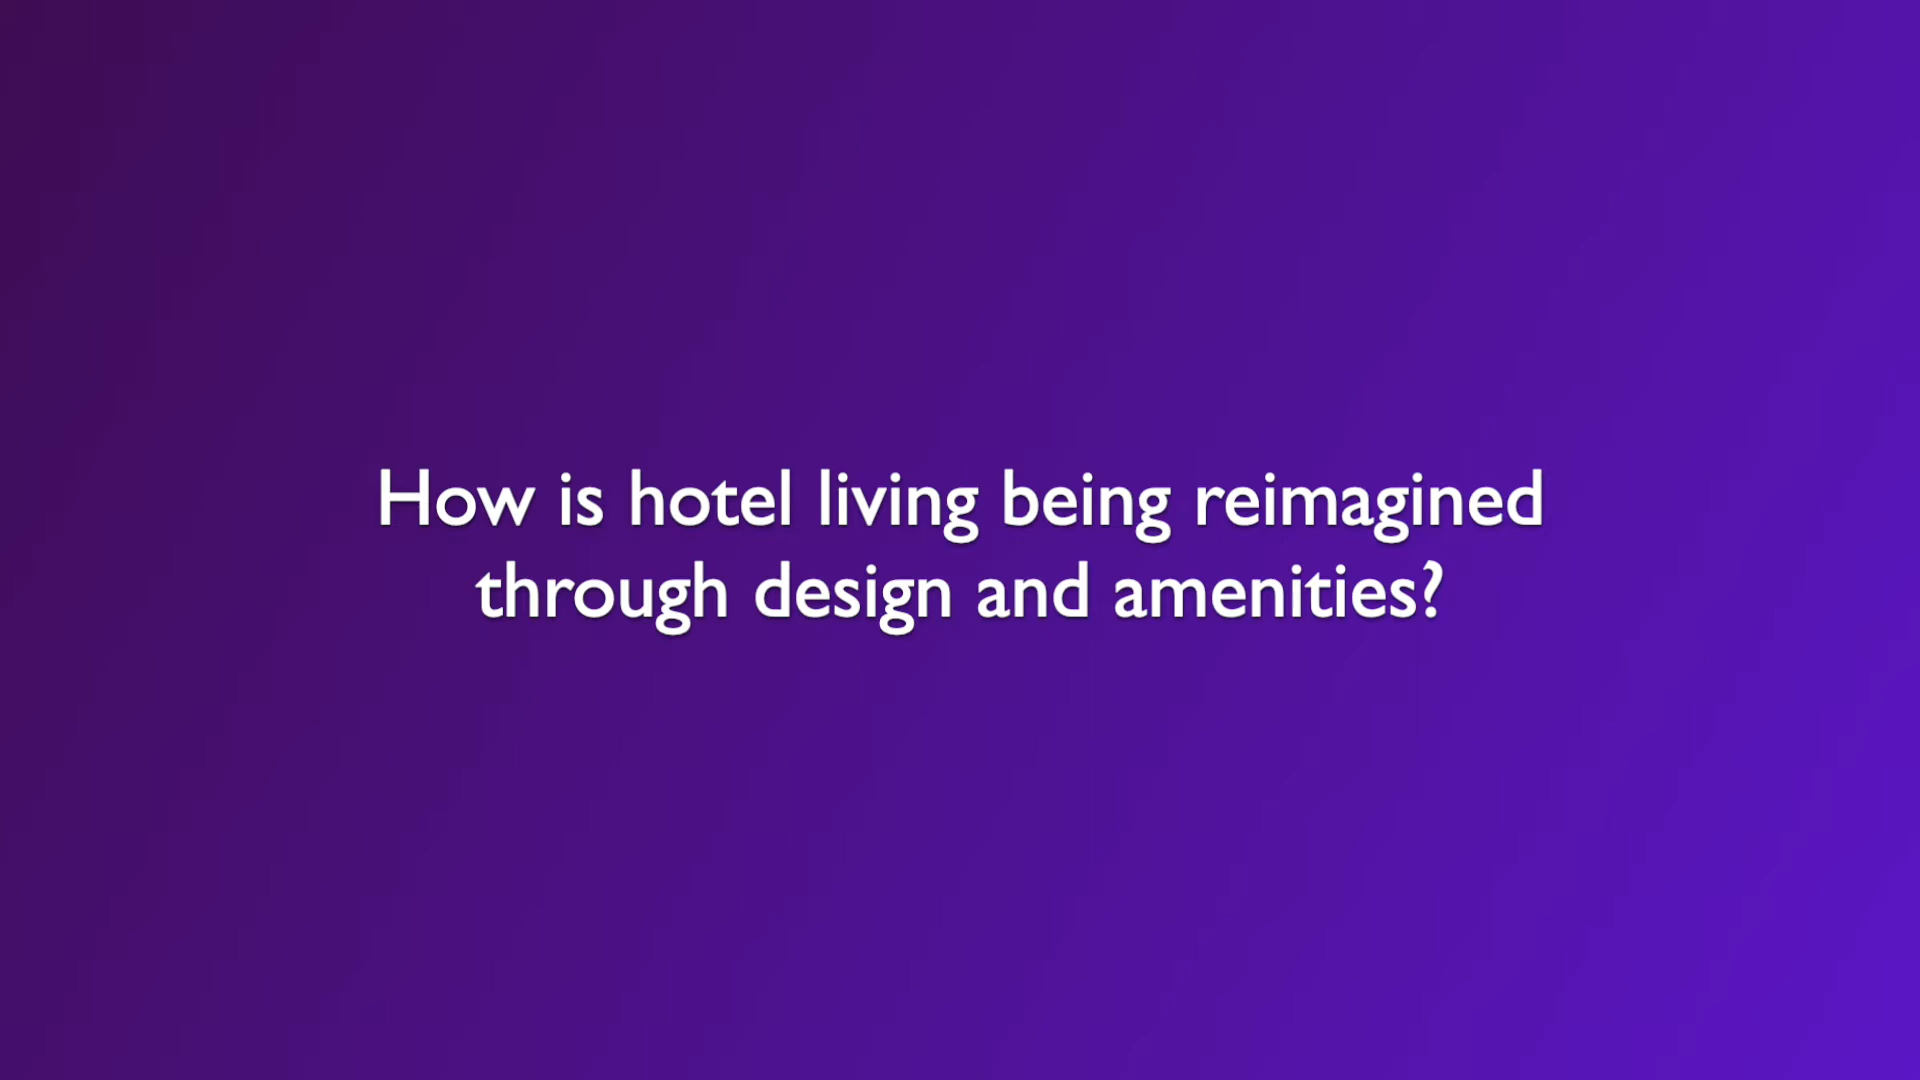 How is hotel living being reimagined
through design and amenities?